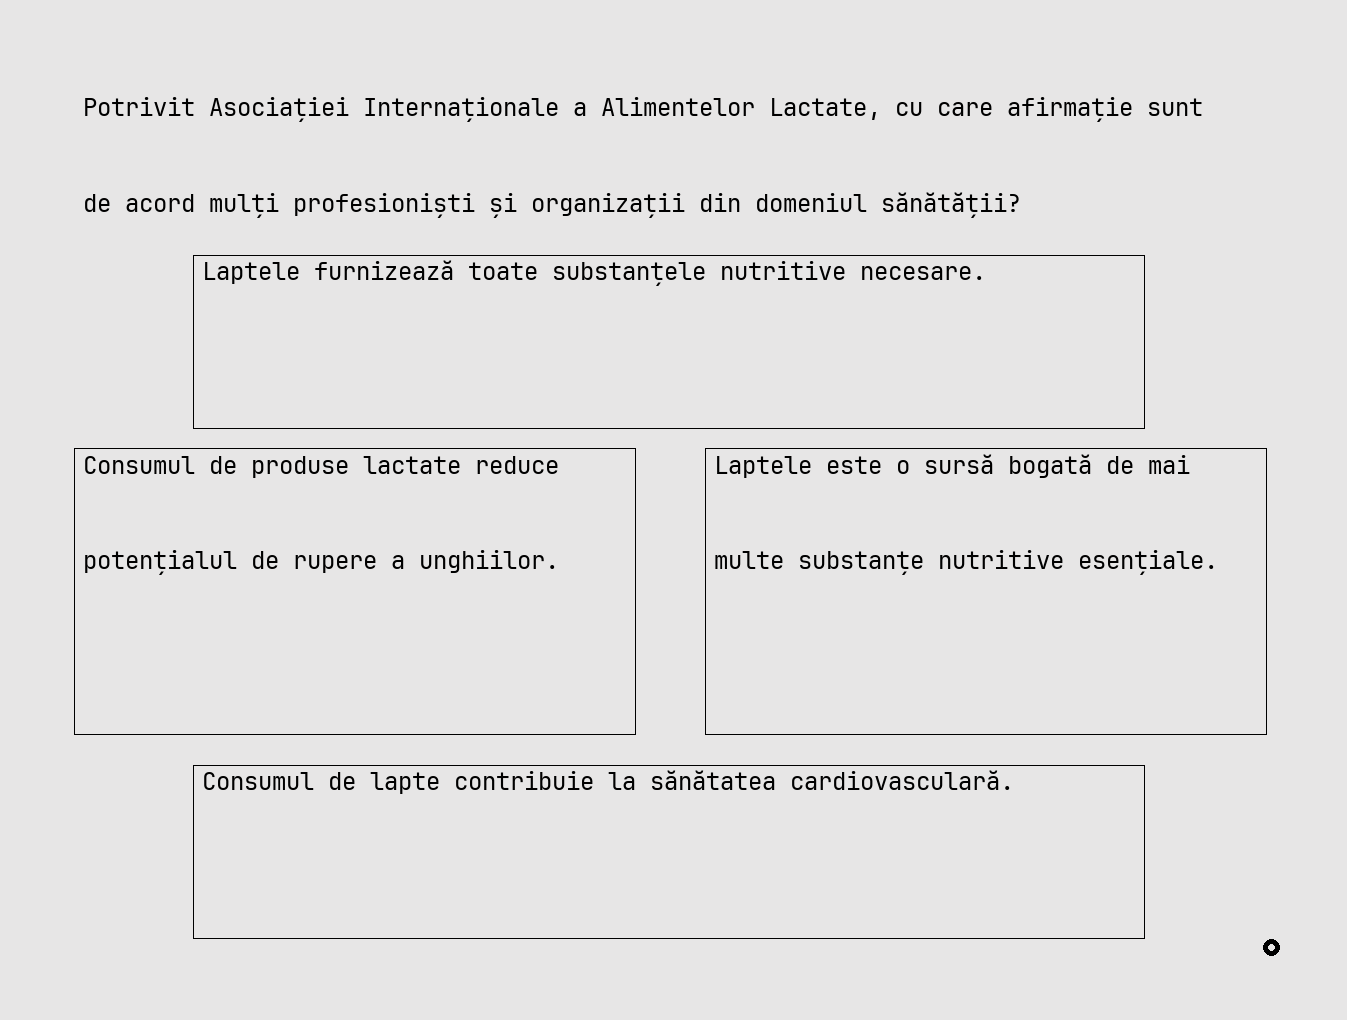 Potrivit Asociației Internaționale a Alimentelor Lactate, cu care afirmație sunt
de acord mulți profesioniști și organizații din domeniul sănătății?
Laptele furnizează toate substanțele nutritive necesare.
Consumul de produse lactate reduce
potențialul de rupere a unghiilor.
Laptele este o sursă bogată de mai
multe substanțe nutritive esențiale.
Consumul de lapte contribuie la sănătatea cardiovasculară.